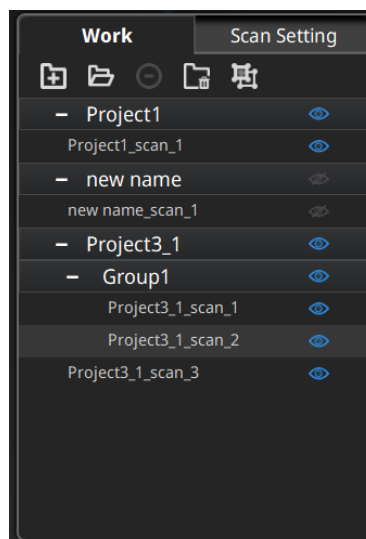 Work Scan Setting
− Project1
Project1_scan_1
− new name
new name_scan_1
− Project3_1
− Group1
Project3_1_scan_1
Project3_1_scan_2
Project3_1_scan_3